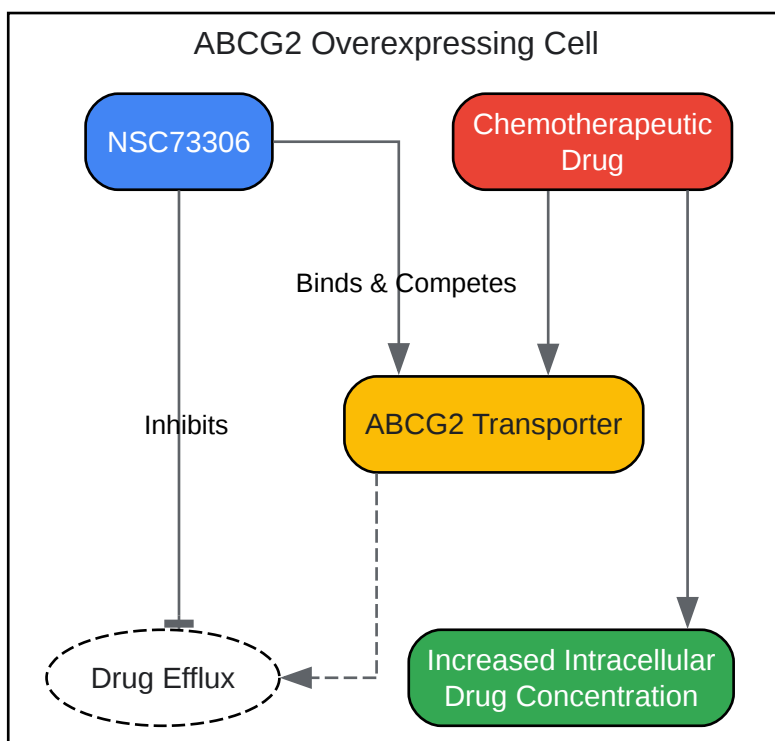 ABCG2 Overexpressing Cell
NSC73306
Chemotherapeutic
Drug
Binds & Competes
Inhibits
ABCG2 Transporter
Drug Efflux
Increased Intracellular
Drug Concentration